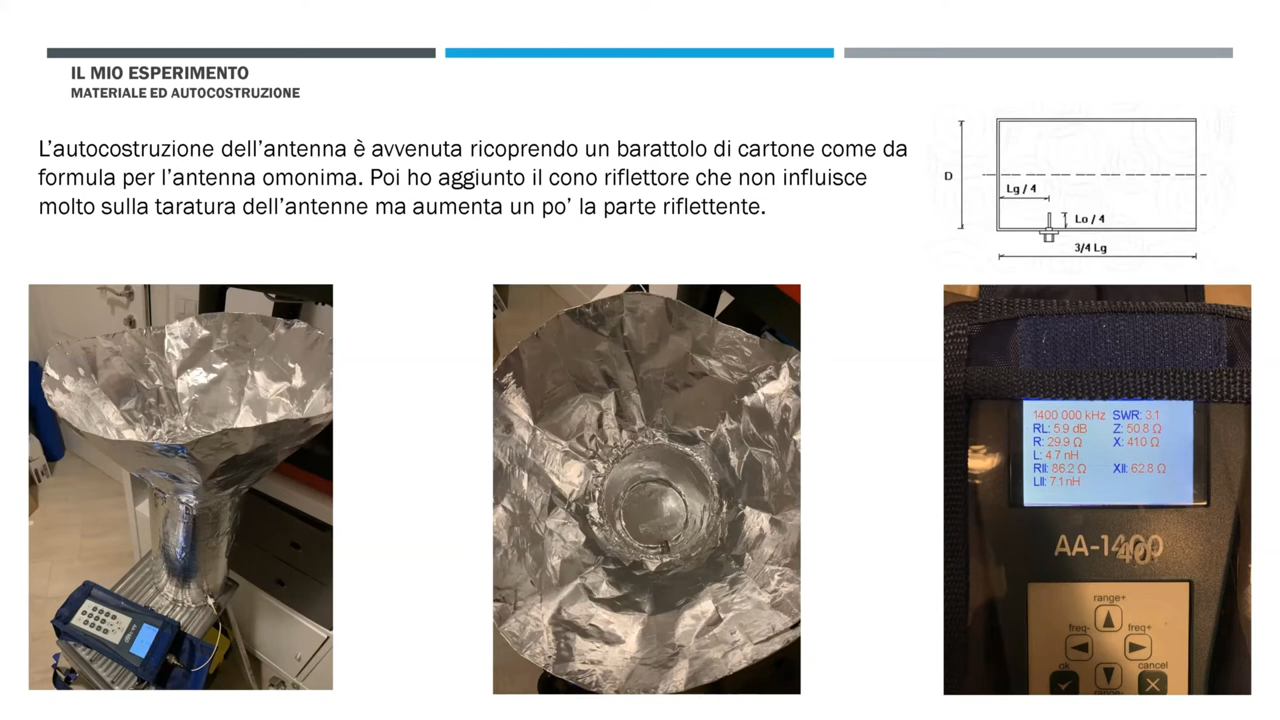 IL MIO ESPERIMENTO
MATERIALE ED AUTOCOSTRUZIONE
L'autocostruzione dell'antenna è avvenuta ricoprendo un barattolo di cartone come da
formula per l'antenna omonima. Poi ho aggiunto il cono riflettore che non influisce
molto sulla taratura dell'antenne ma aumenta un po' la parte riflettente.
D
Lg / 4
Lo / 4
3/4 Lg
1400 000 kHz SWR: 3.1
RL: 5.9 dB Z: 50.8 Ω
R: 29.9 Ω X: 41.0 Ω
L: 4.7 nH
RII: 86.2 Ω XII: 62.8 Ω
LII: 7.1 nH
AA-1400
range+
freq- freq+
ok cancel
range-